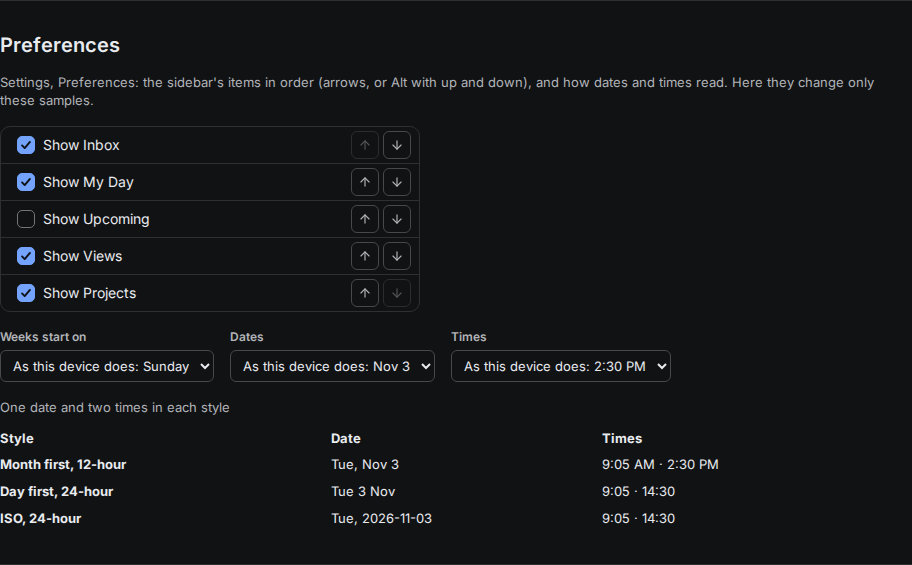 Preferences
Settings, Preferences: the sidebar's items in order (arrows, or Alt with up and down), and how dates and times read. Here they change only
these samples.
Show Inbox
Show My Day
Show Upcoming
Show Views
Show Projects
Weeks start on Dates Times
As this device does: Sunday As this device does: Nov 3 As this device does: 2:30 PM
One date and two times in each style
Style Date Times
Month first, 12-hour Tue, Nov 3 9:05 AM · 2:30 PM
Day first, 24-hour Tue 3 Nov 9:05 · 14:30
ISO, 24-hour Tue, 2026-11-03 9:05 · 14:30